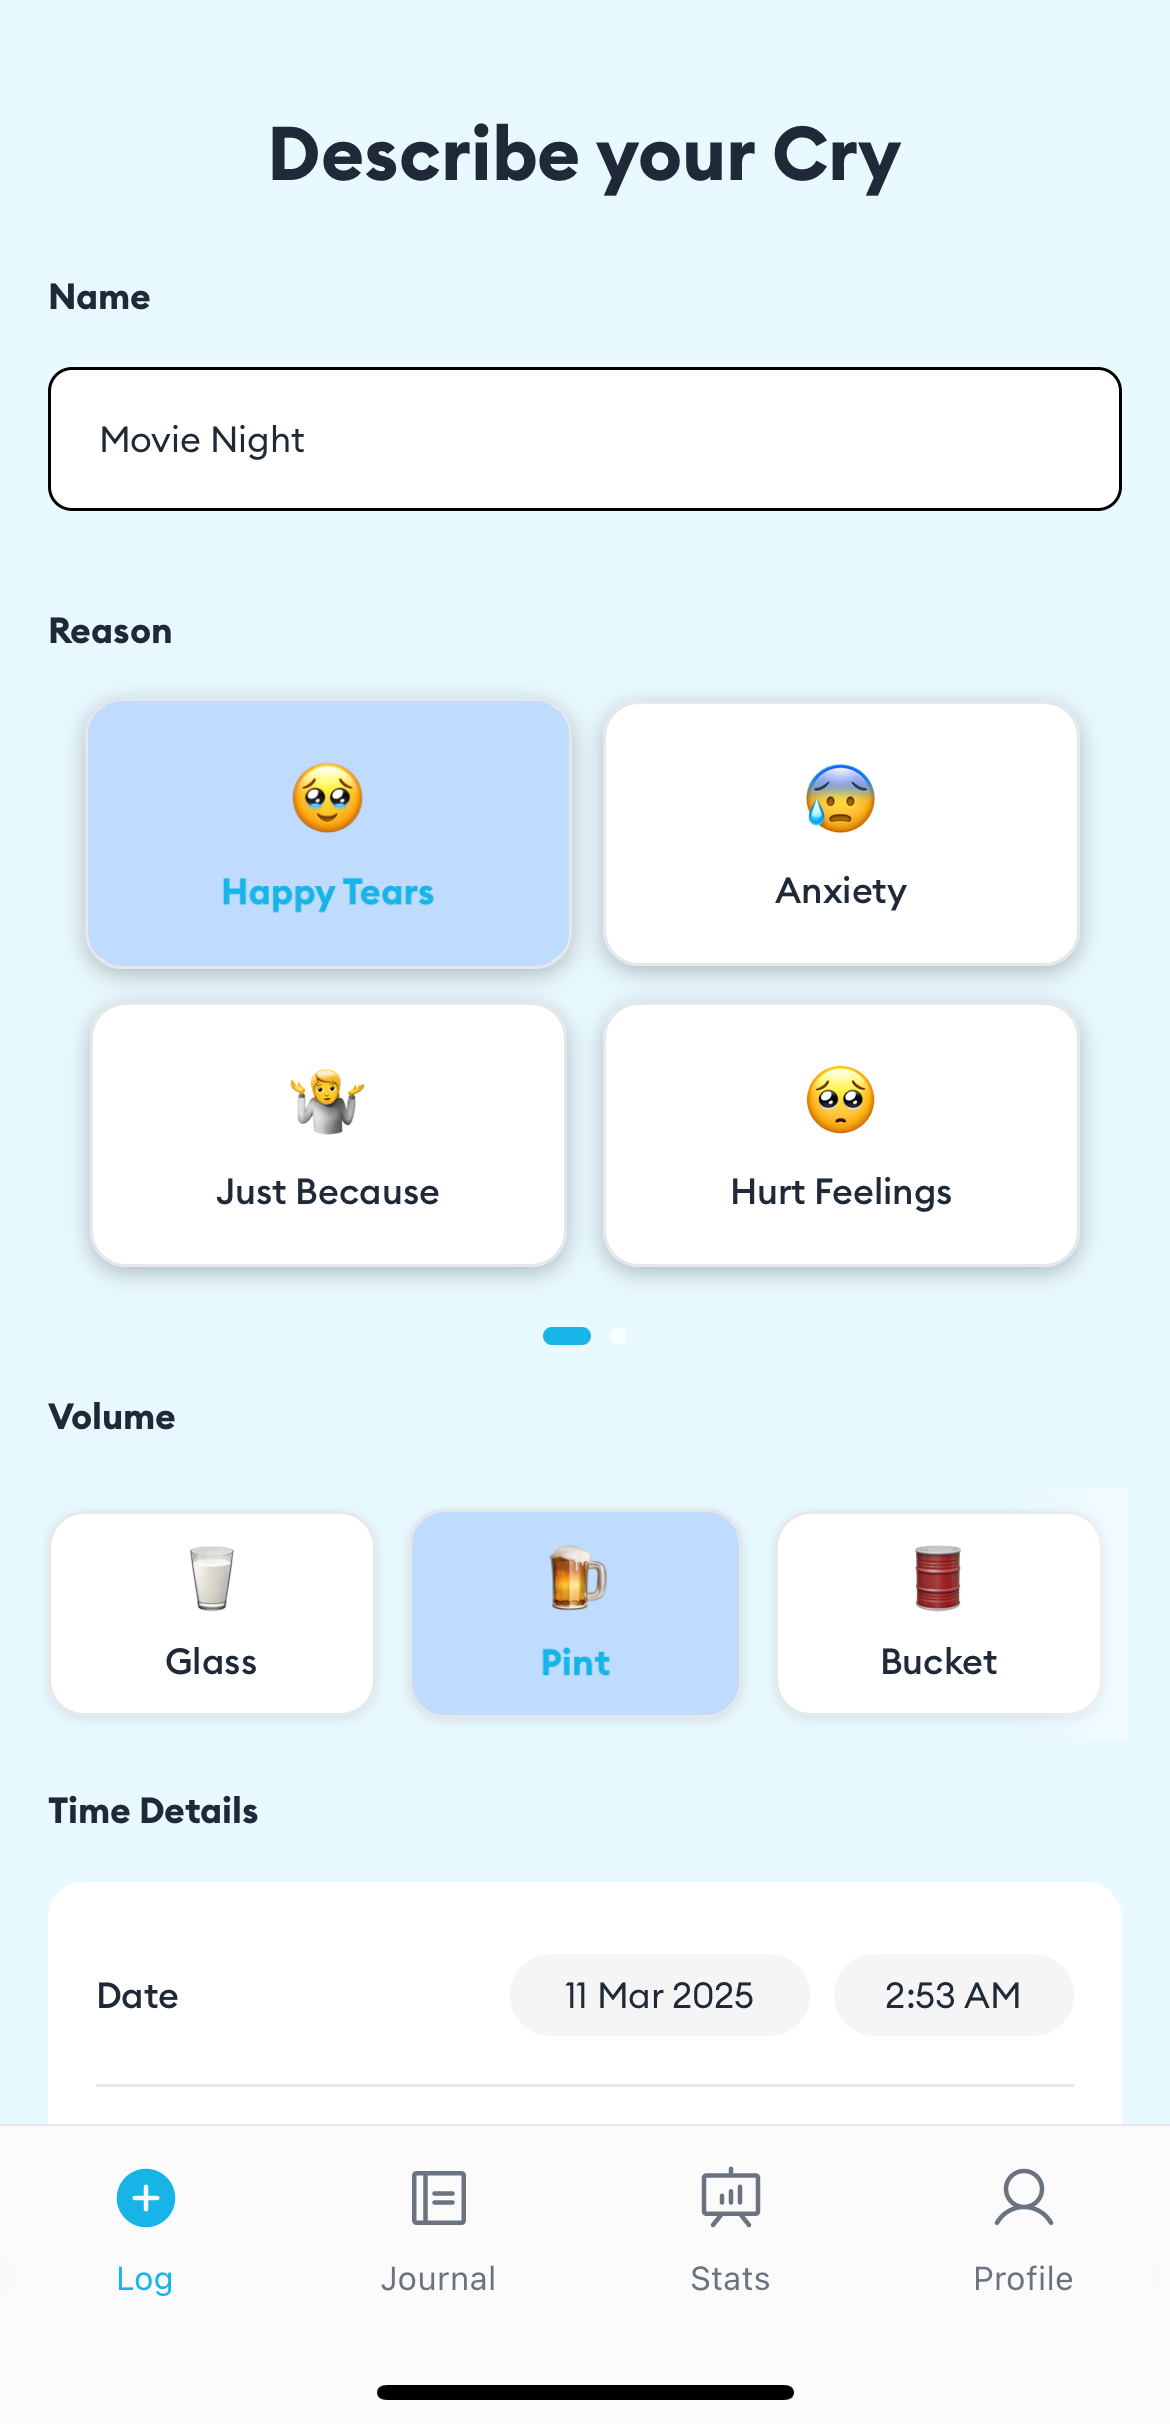 Describe your Cry
Name
Movie Night
Reason
Happy Tears
Anxiety
Just Because
Hurt Feelings
Volume
Glass
Pint
Bucket
Time Details
Date 11 Mar 2025 2:53 AM
Log Journal Stats Profile